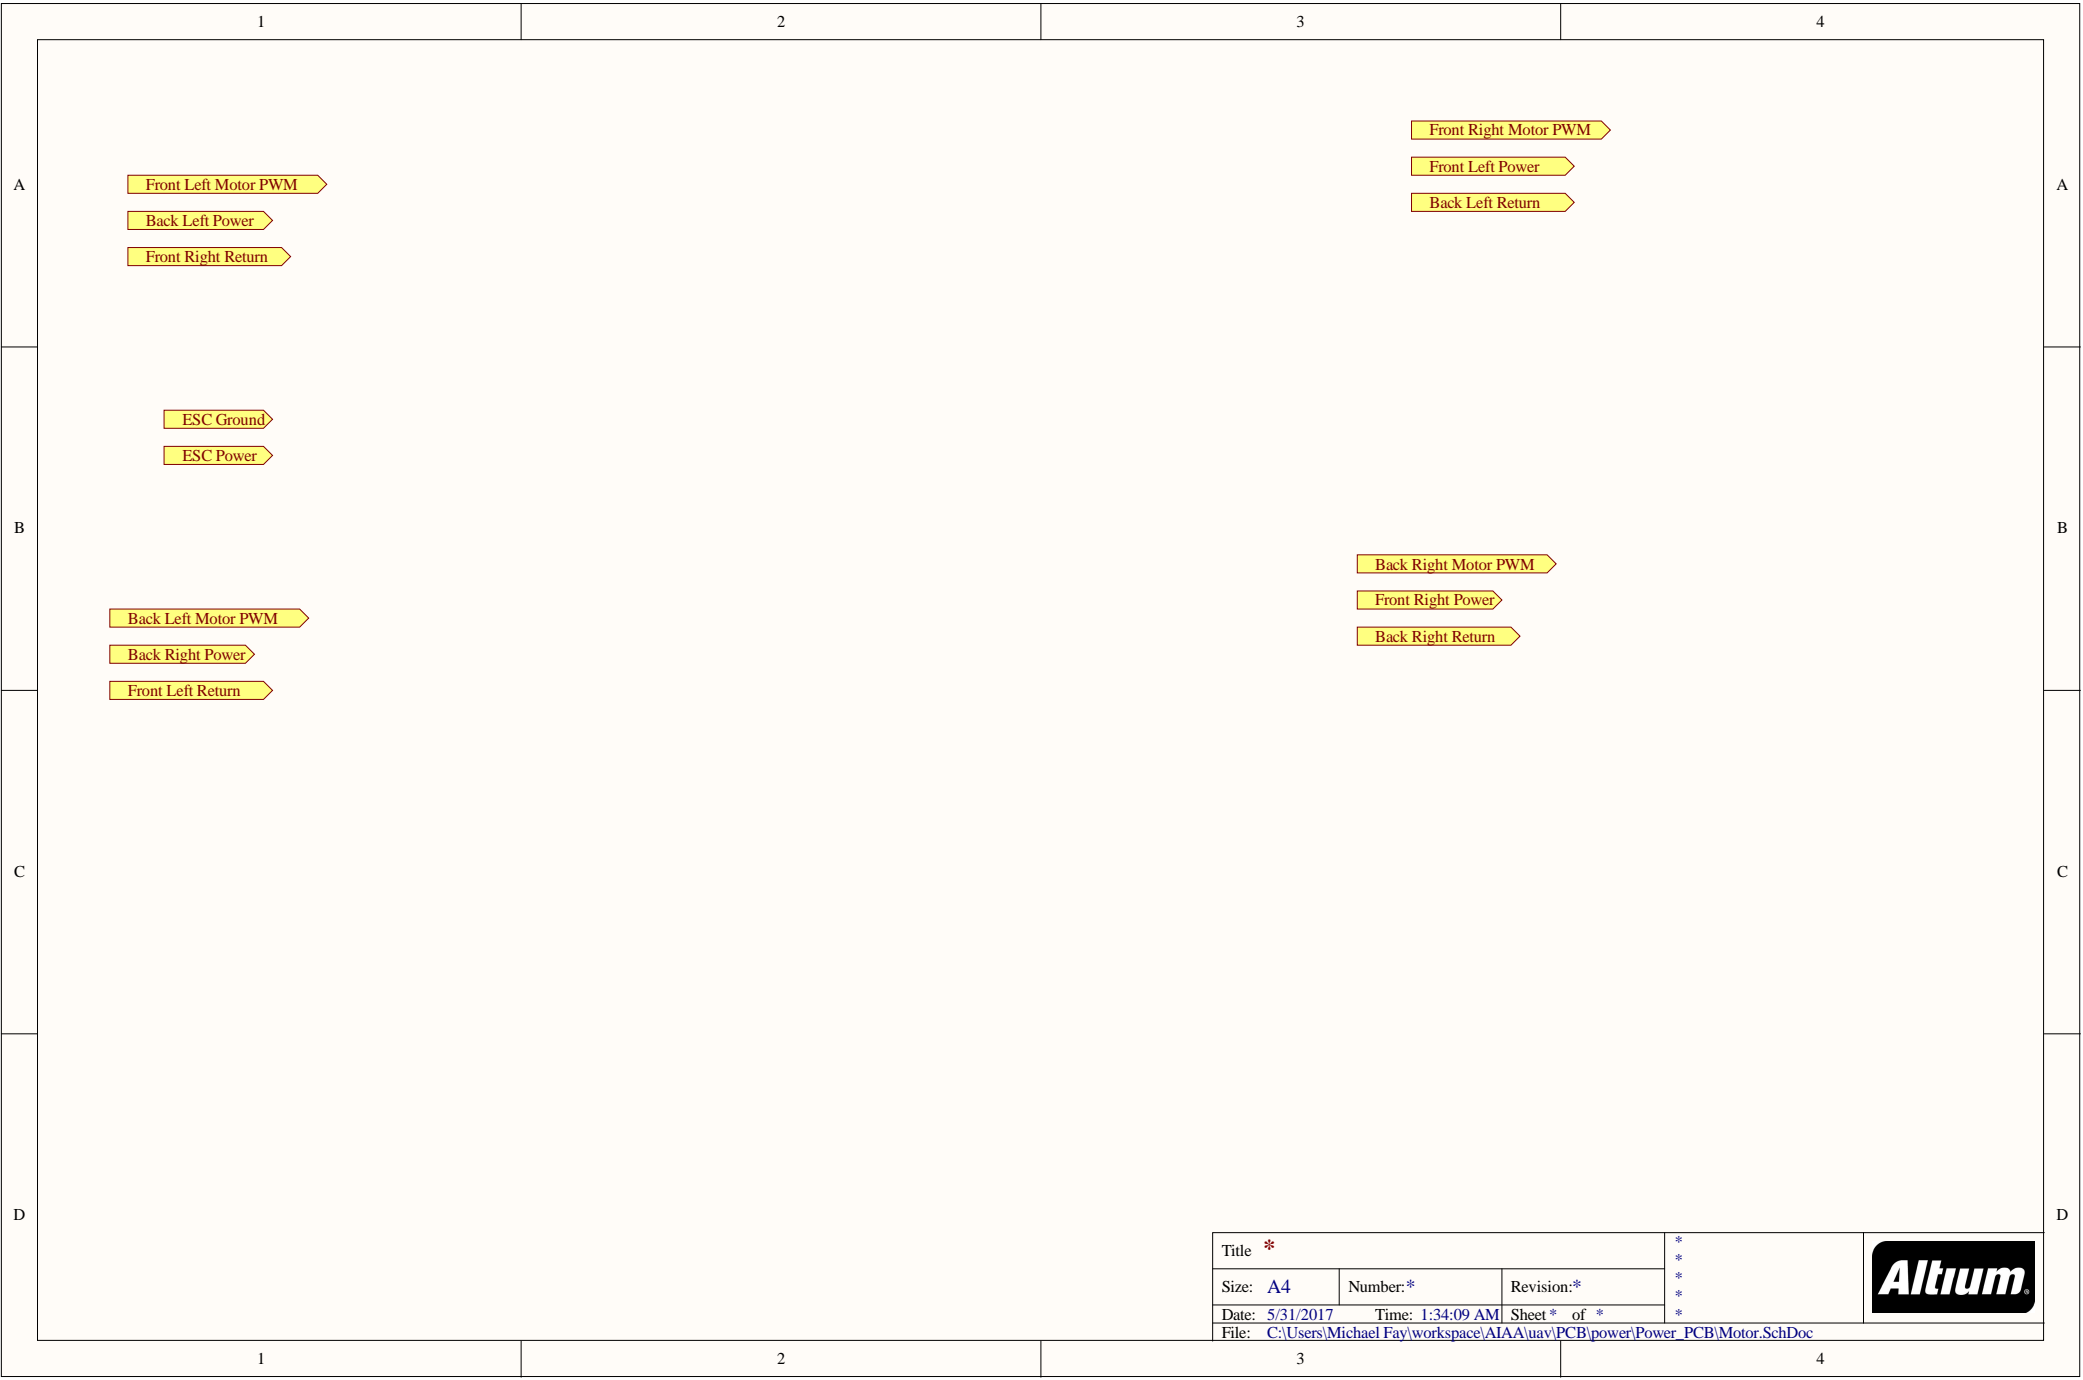 1 2 3 4
Front Right Motor PWM
Front Left Power
A Front Left Motor PWM A
Back Left Return
Back Left Power
Front Right Return
ESC Ground
ESC Power
B B
Back Right Motor PWM
Front Right Power
Back Left Motor PWM
Back Right Return
Back Right Power
Front Left Return
C C
D D
Title *
*
*
Size: A4 Number:* Revision:*
*
*
Date: 5/31/2017 Time: 1:34:09 AM Sheet * of *
*
File: C:\Users\Michael Fay\workspace\AIAA\uav\PCB\power\Power_PCB\Motor.SchDoc
Altium
1 2 3 4